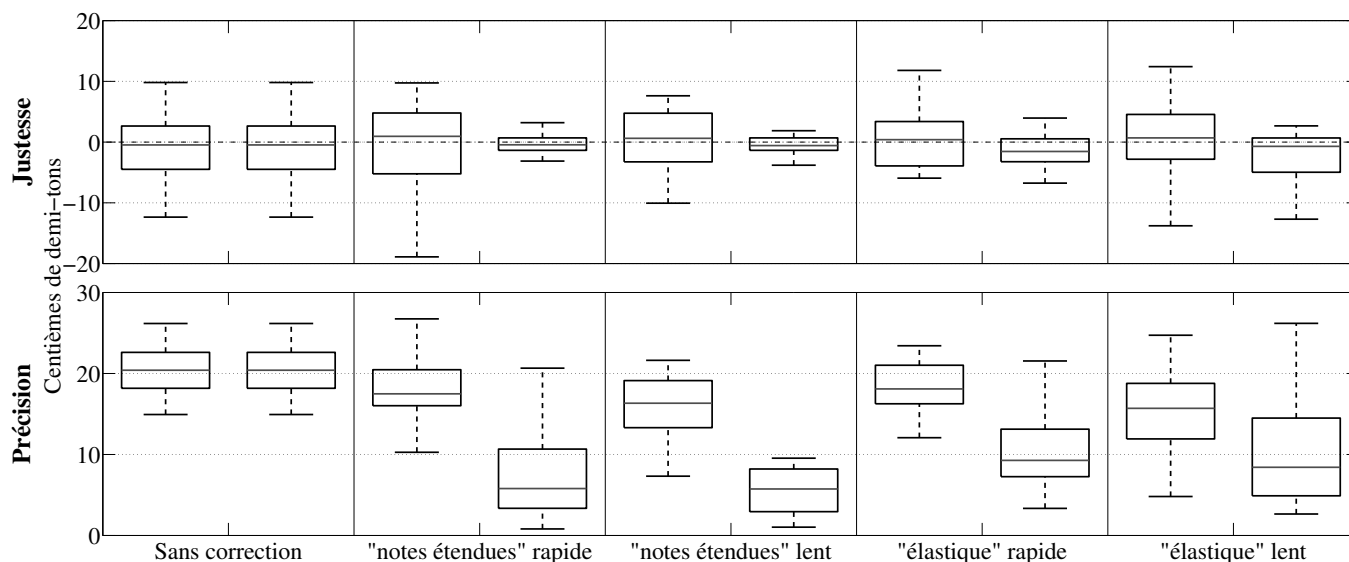 Justesse
Précision
Centièmes de demi−tons
20
10
0
−10
−20
30
20
10
0
Sans correction
"notes étendues" rapide
"notes étendues" lent
"élastique" rapide
"élastique" lent